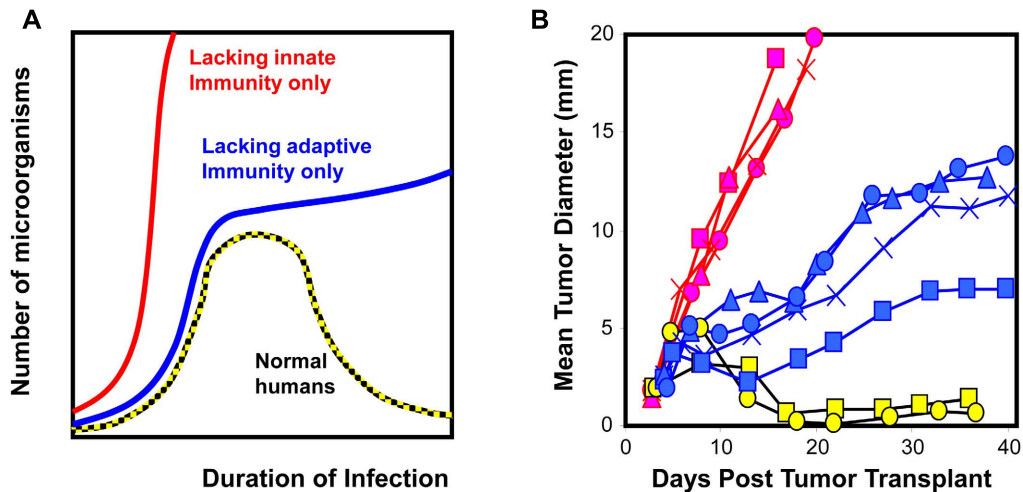 A
Number of microorganisms
Lacking innate
Immunity only
Lacking adaptive
Immunity only
Normal
humans
Duration of Infection
B
Mean Tumor Diameter (mm)
20
15
10
5
0
0 10 20 30 40
Days Post Tumor Transplant